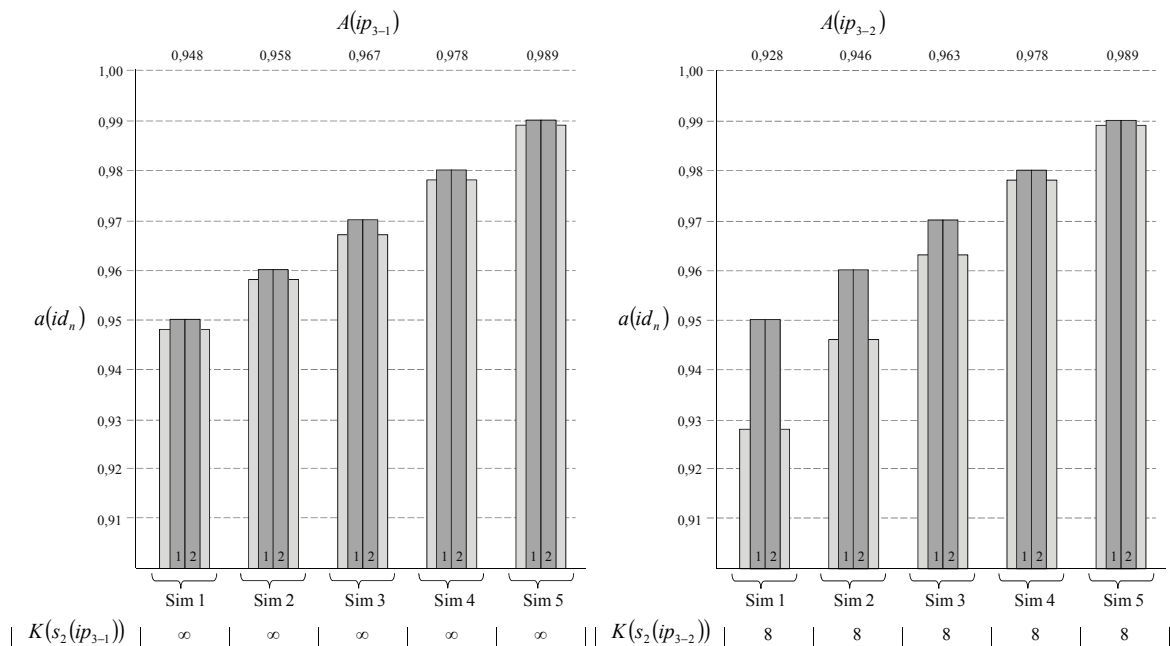 A(ip₃₋₁)
0,948 0,958 0,967 0,978 0,989
1,00
0,99
0,98
0,97
0,96
a(idₙ)
0,95
0,94
0,93
0,92
0,91
1 2 1 2 1 2 1 2 1 2
Sim 1 Sim 2 Sim 3 Sim 4 Sim 5
| K(s₂(ip₃₋₁)) | ∞ | ∞ | ∞ | ∞ | ∞ |
A(ip₃₋₂)
0,928 0,946 0,963 0,978 0,989
1,00
0,99
0,98
0,97
0,96
a(idₙ)
0,95
0,94
0,93
0,92
0,91
1 2 1 2 1 2 1 2 1 2
Sim 1 Sim 2 Sim 3 Sim 4 Sim 5
| K(s₂(ip₃₋₂)) | 8 | 8 | 8 | 8 | 8 |